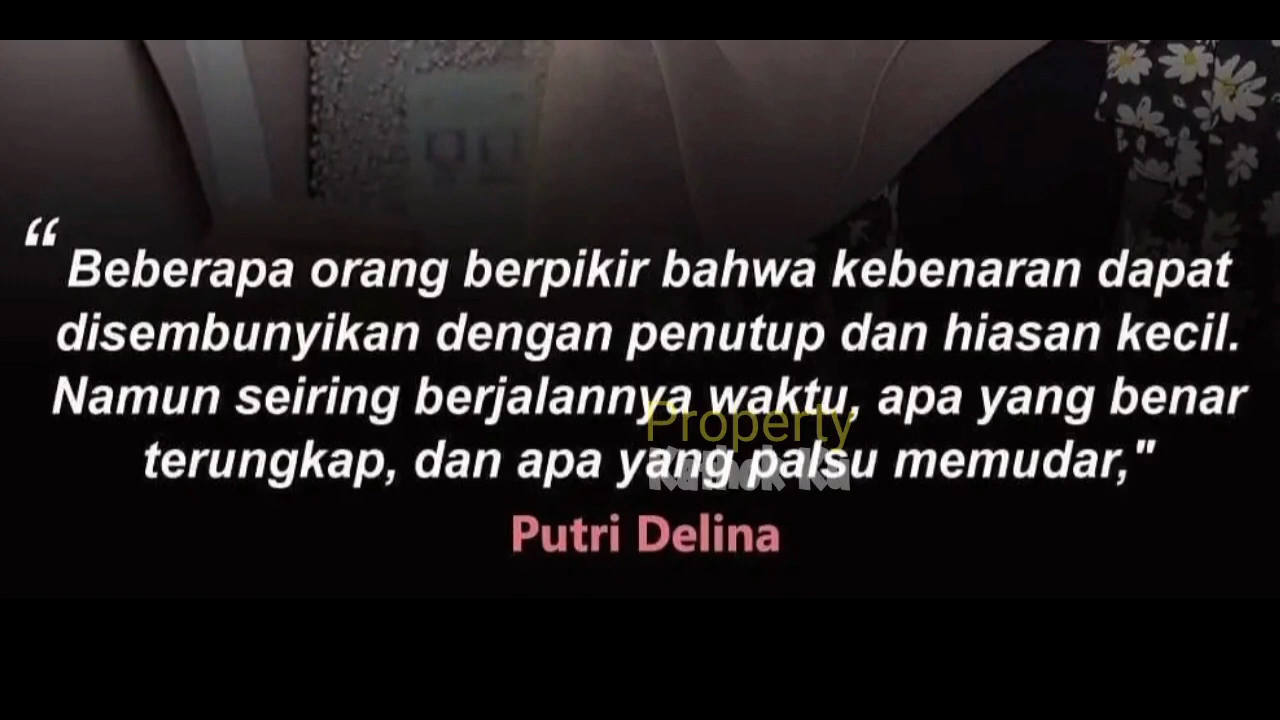 “ Beberapa orang berpikir bahwa kebenaran dapat
disembunyikan dengan penutup dan hiasan kecil.
Namun seiring berjalannya waktu, apa yang benar
terungkap, dan apa yang palsu memudar,"
Property
Putri Delina